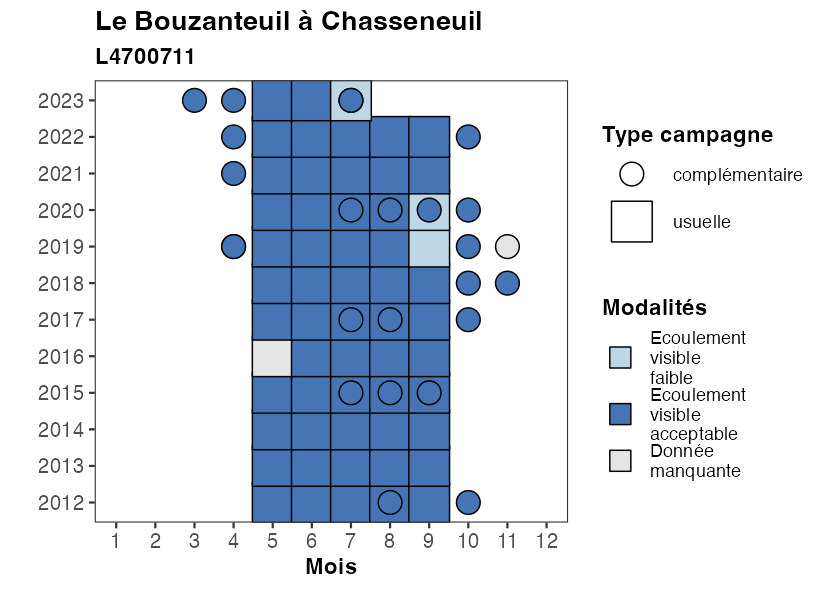 Le Bouzanteuil à Chasseneuil
L4700711
2023
2022
2021
2020
2019
2018
2017
2016
2015
2014
2013
2012
1 2 3 4 5 6 7 8 9 10 11 12
Mois
Type campagne
complémentaire
usuelle
Modalités
Ecoulement
visible
faible
Ecoulement
visible
acceptable
Donnée
manquante